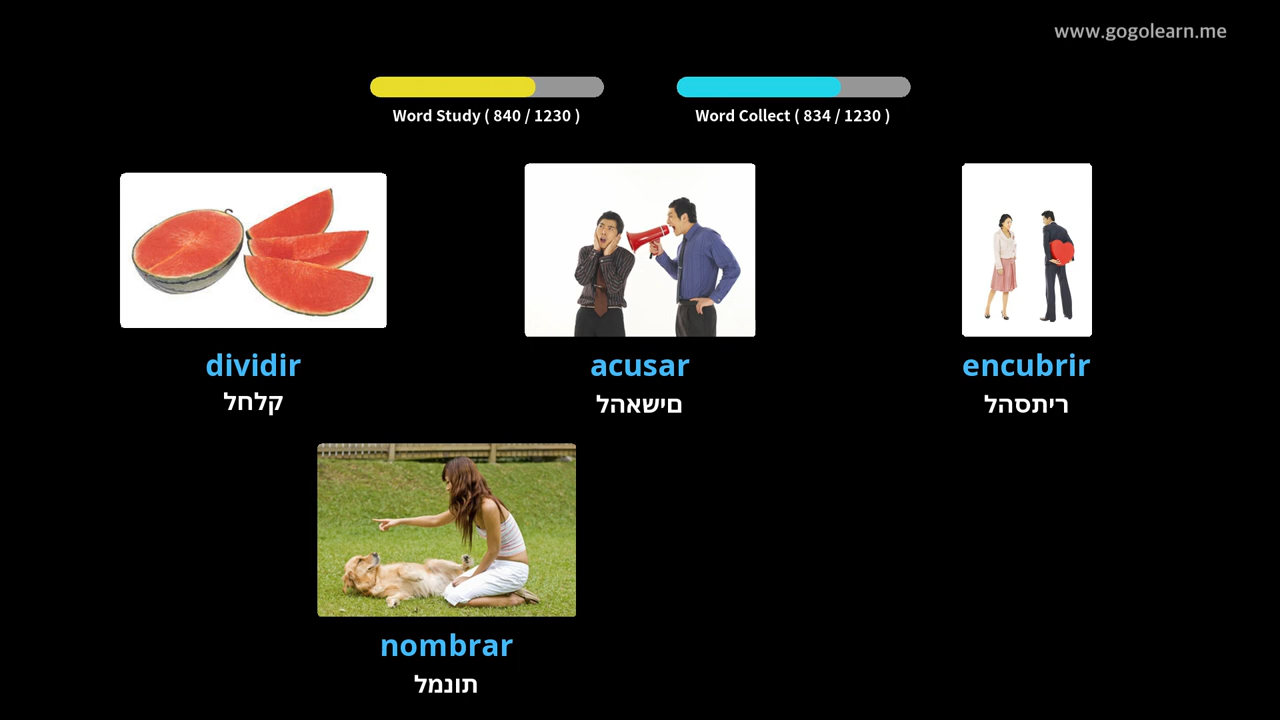 www.gogolearn.me
Word Study ( 840 / 1230 )
Word Collect ( 834 / 1230 )
dividir
קלחל
acusar
םישאהל
encubrir
ריתסהל
nombrar
תונמל